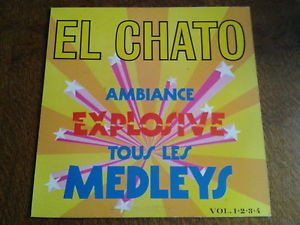 EL CHATO
AMBIANCE
EXPLOSIVE
TOUS LES
MEDLEYS
VOL. 1-2-3-4